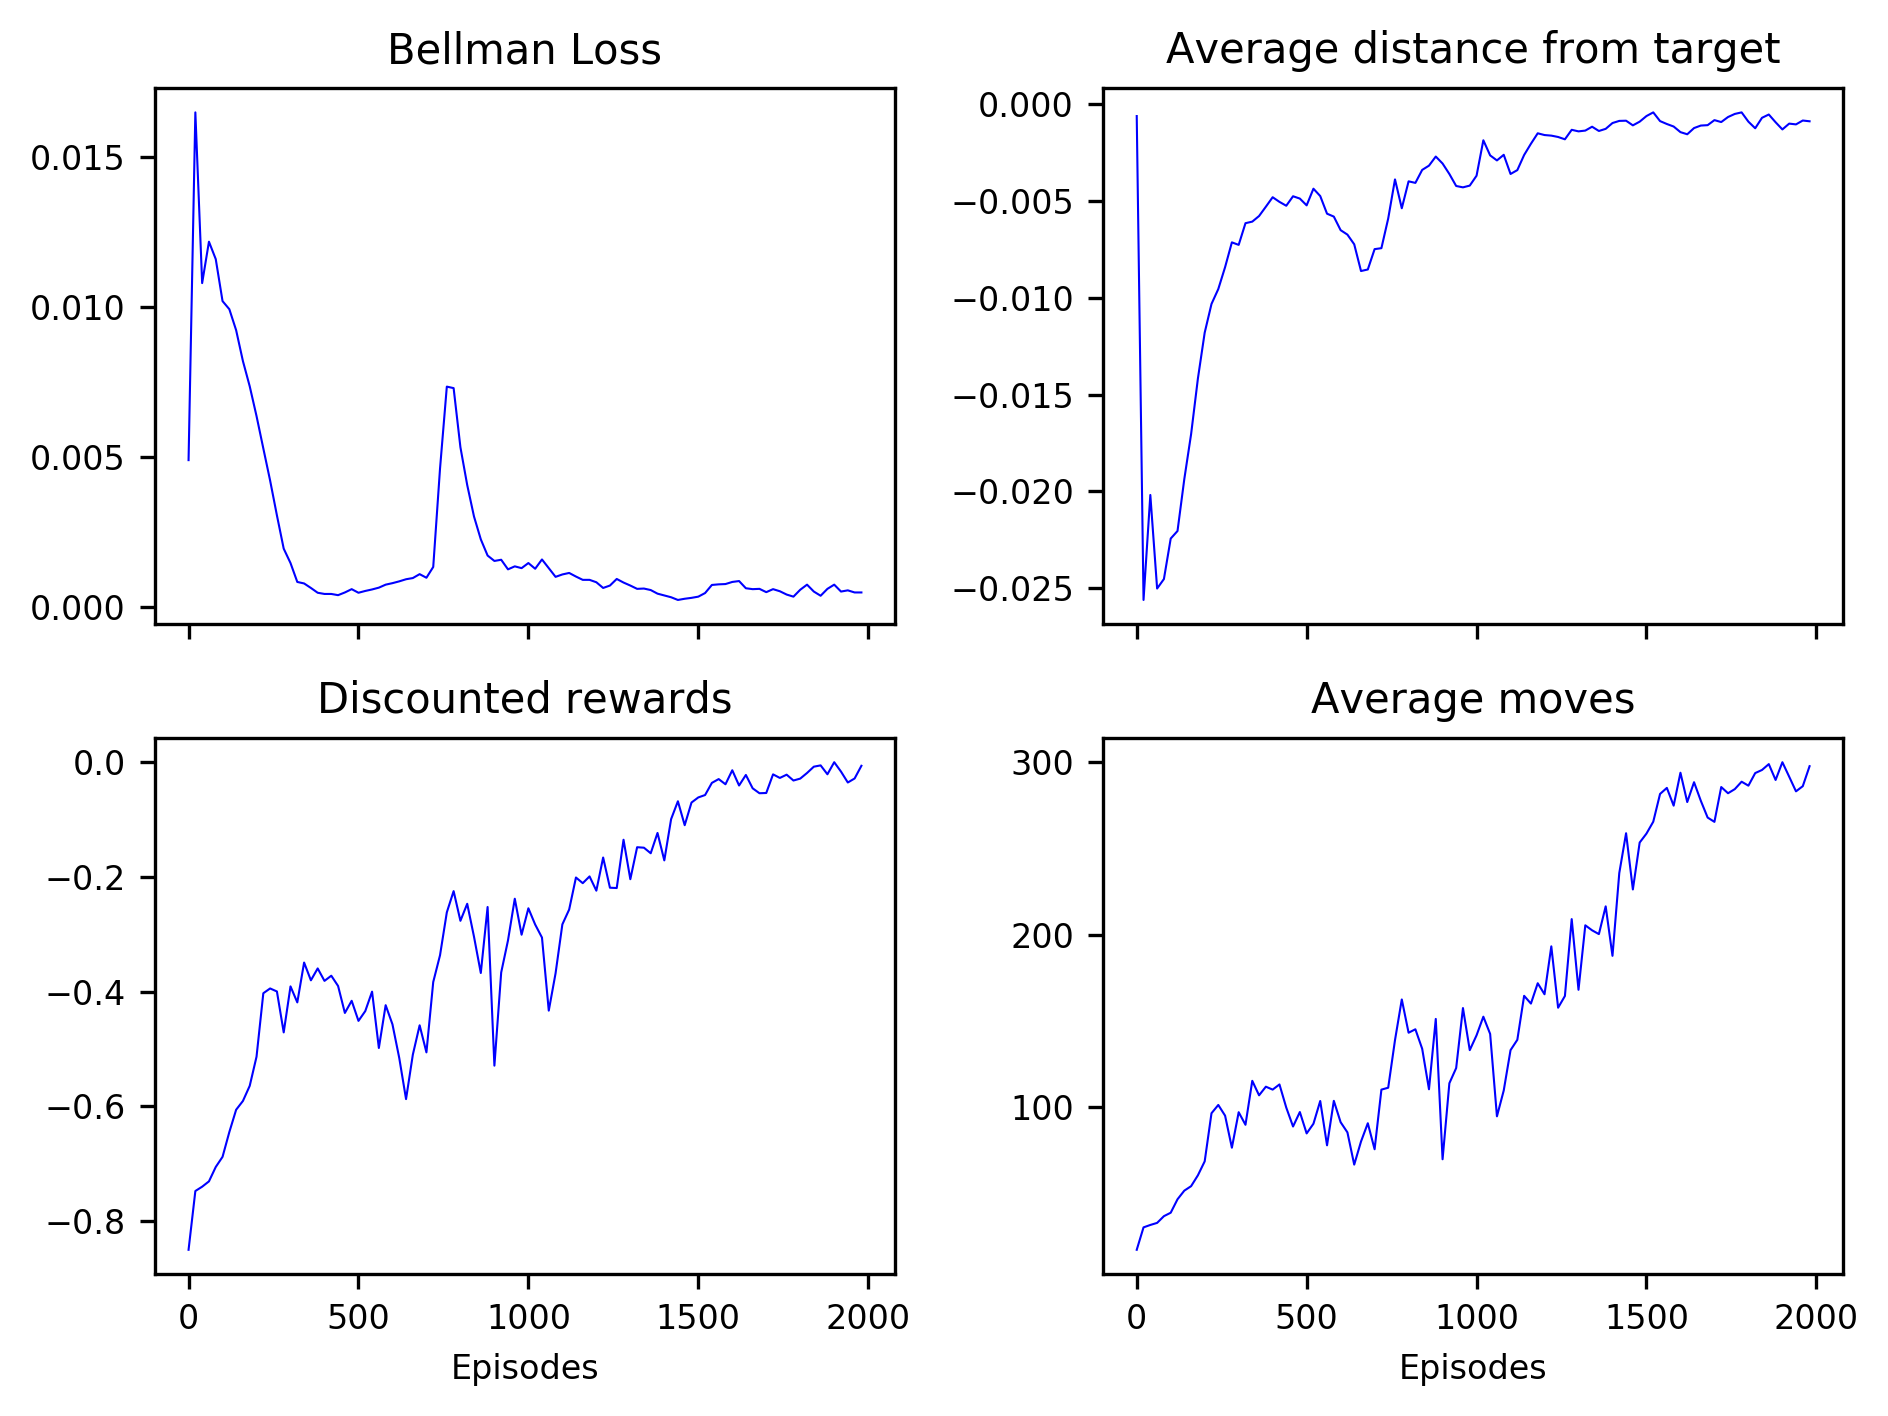 Bellman Loss
0.015
0.010
0.005
0.000
Average distance from target
0.000
−0.005
−0.010
−0.015
−0.020
−0.025
Discounted rewards
0.0
−0.2
−0.4
−0.6
−0.8
0 500 1000 1500 2000
Episodes
Average moves
300
200
100
0 500 1000 1500 2000
Episodes